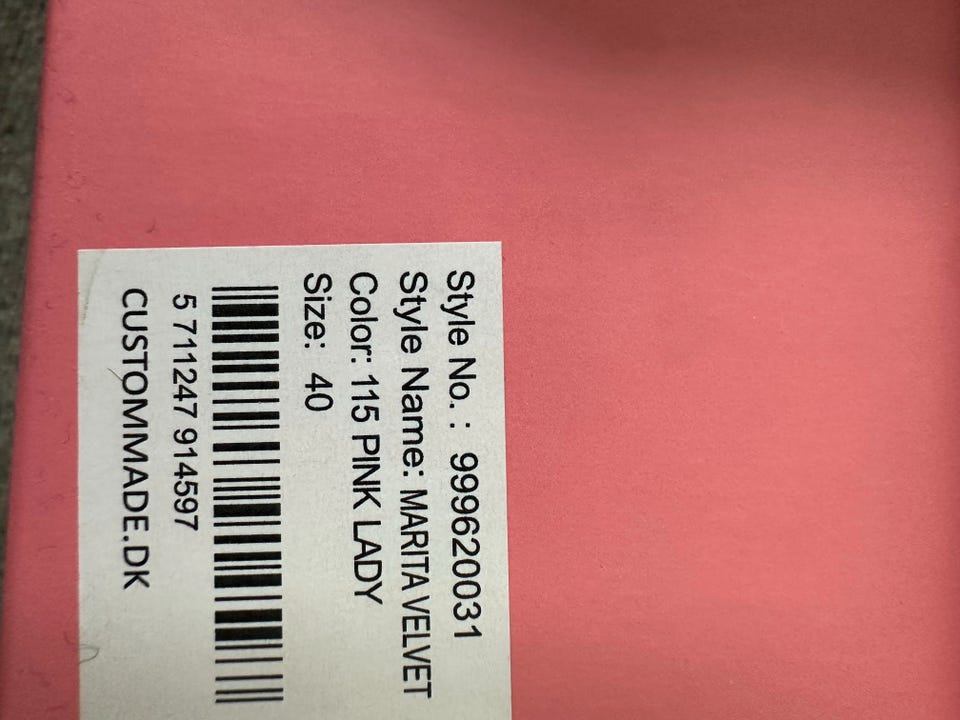 Style No. : 999620031
Style Name: MARITA VELVET
Color: 115 PINK LADY
Size: 40
5 711247 914597
CUSTOMMADE.DK